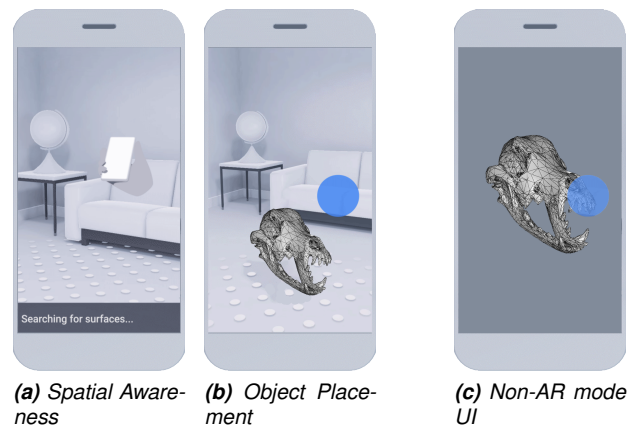 Searching for surfaces...
(a) Spatial Aware-
ness
(b) Object Place-
ment
(c) Non-AR mode
UI